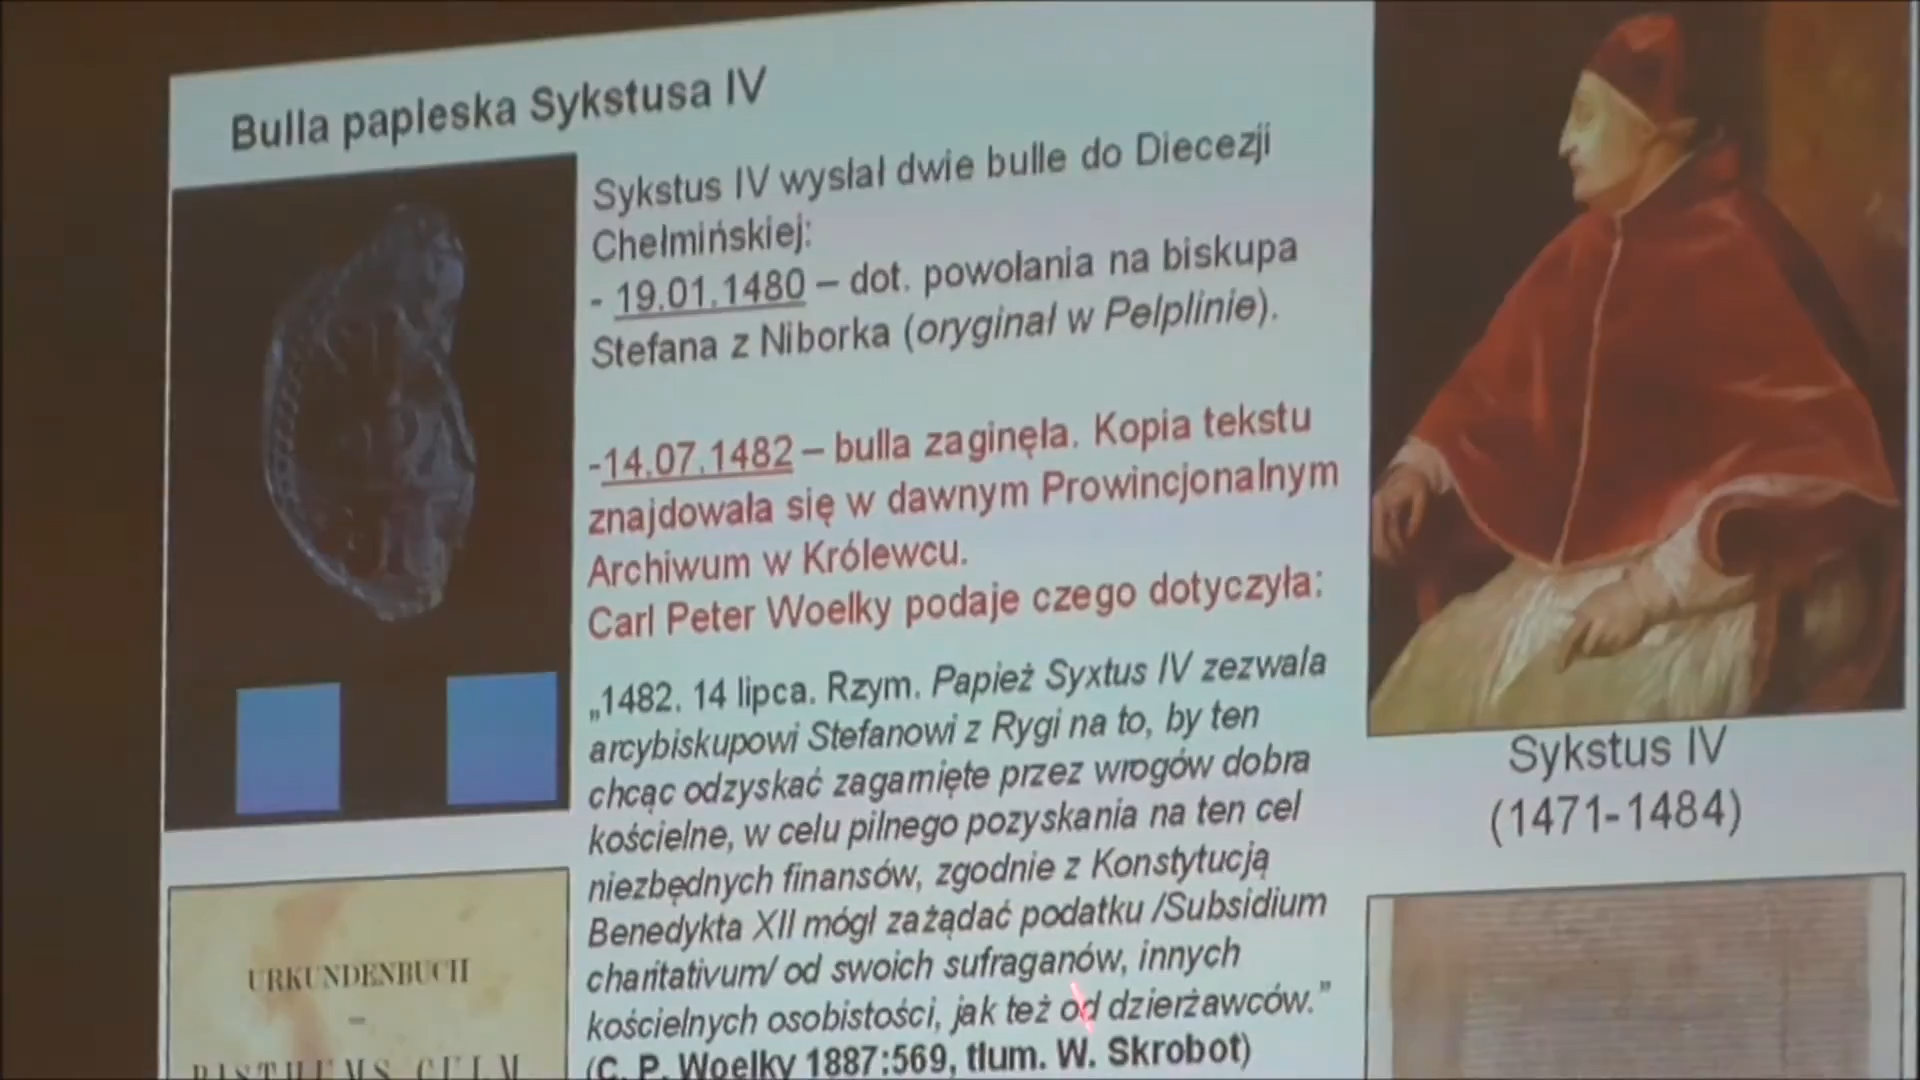 Bulla papieska Sykstusa IV
Sykstus IV wysłał dwie bulle do Diecezji
Chełmińskiej:
- 19.01.1480 – dot. powołania na biskupa
Stefana z Niborka (oryginał w Pelplinie).
-14.07.1482 – bulla zaginęła. Kopia tekstu
znajdowała się w dawnym Prowincjonalnym
Archiwum w Królewcu.
Carl Peter Woelky podaje czego dotyczyła:
„1482. 14 lipca. Rzym. Papież Syxtus IV zezwala
arcybiskupowi Stefanowi z Rygi na to, by ten
chcąc odzyskać zagarnięte przez wrogów dobra
kościelne, w celu pilnego pozyskania na ten cel
niezbędnych finansów, zgodnie z Konstytucją
Benedykta XII mógł zażądać podatku /Subsidium
charitativum/ od swoich sufraganów, innych
kościelnych osobistości, jak też od dzierżawców.”
(C. P. Woelky 1887:569, tłum. W. Skrobot)
Sykstus IV
(1471-1484)
URKUNDENBUCH
BISTHUMS CULM